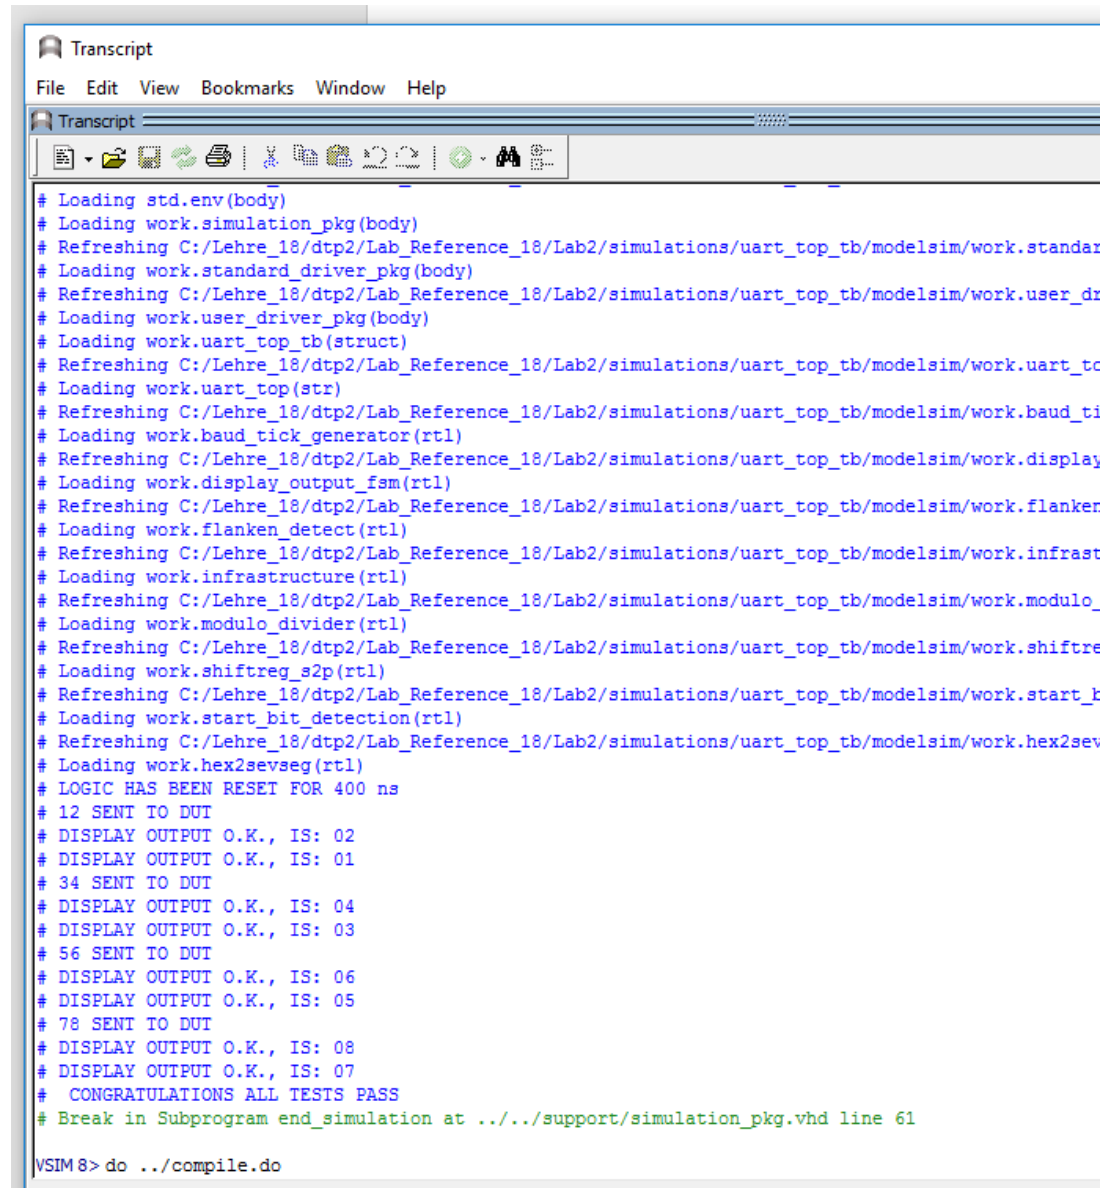 Transcript
File Edit View Bookmarks Window Help
Transcript
# Loading std.env(body)
# Loading work.simulation_pkg(body)
# Refreshing C:/Lehre_18/dtp2/Lab_Reference_18/Lab2/simulations/uart_top_tb/modelsim/work.standar
# Loading work.standard_driver_pkg(body)
# Refreshing C:/Lehre_18/dtp2/Lab_Reference_18/Lab2/simulations/uart_top_tb/modelsim/work.user_dr
# Loading work.user_driver_pkg(body)
# Loading work.uart_top_tb(struct)
# Refreshing C:/Lehre_18/dtp2/Lab_Reference_18/Lab2/simulations/uart_top_tb/modelsim/work.uart_to
# Loading work.uart_top(str)
# Refreshing C:/Lehre_18/dtp2/Lab_Reference_18/Lab2/simulations/uart_top_tb/modelsim/work.baud_ti
# Loading work.baud_tick_generator(rtl)
# Refreshing C:/Lehre_18/dtp2/Lab_Reference_18/Lab2/simulations/uart_top_tb/modelsim/work.display
# Loading work.display_output_fsm(rtl)
# Refreshing C:/Lehre_18/dtp2/Lab_Reference_18/Lab2/simulations/uart_top_tb/modelsim/work.flanken
# Loading work.flanken_detect(rtl)
# Refreshing C:/Lehre_18/dtp2/Lab_Reference_18/Lab2/simulations/uart_top_tb/modelsim/work.infrast
# Loading work.infrastructure(rtl)
# Refreshing C:/Lehre_18/dtp2/Lab_Reference_18/Lab2/simulations/uart_top_tb/modelsim/work.modulo_
# Loading work.modulo_divider(rtl)
# Refreshing C:/Lehre_18/dtp2/Lab_Reference_18/Lab2/simulations/uart_top_tb/modelsim/work.shiftre
# Loading work.shiftreg_s2p(rtl)
# Refreshing C:/Lehre_18/dtp2/Lab_Reference_18/Lab2/simulations/uart_top_tb/modelsim/work.start_b
# Loading work.start_bit_detection(rtl)
# Refreshing C:/Lehre_18/dtp2/Lab_Reference_18/Lab2/simulations/uart_top_tb/modelsim/work.hex2sev
# Loading work.hex2sevseg(rtl)
# LOGIC HAS BEEN RESET FOR 400 ns
# 12 SENT TO DUT
# DISPLAY OUTPUT O.K., IS: 02
# DISPLAY OUTPUT O.K., IS: 01
# 34 SENT TO DUT
# DISPLAY OUTPUT O.K., IS: 04
# DISPLAY OUTPUT O.K., IS: 03
# 56 SENT TO DUT
# DISPLAY OUTPUT O.K., IS: 06
# DISPLAY OUTPUT O.K., IS: 05
# 78 SENT TO DUT
# DISPLAY OUTPUT O.K., IS: 08
# DISPLAY OUTPUT O.K., IS: 07
#  CONGRATULATIONS ALL TESTS PASS
# Break in Subprogram end_simulation at ../../support/simulation_pkg.vhd line 61
VSIM 8> do ../compile.do